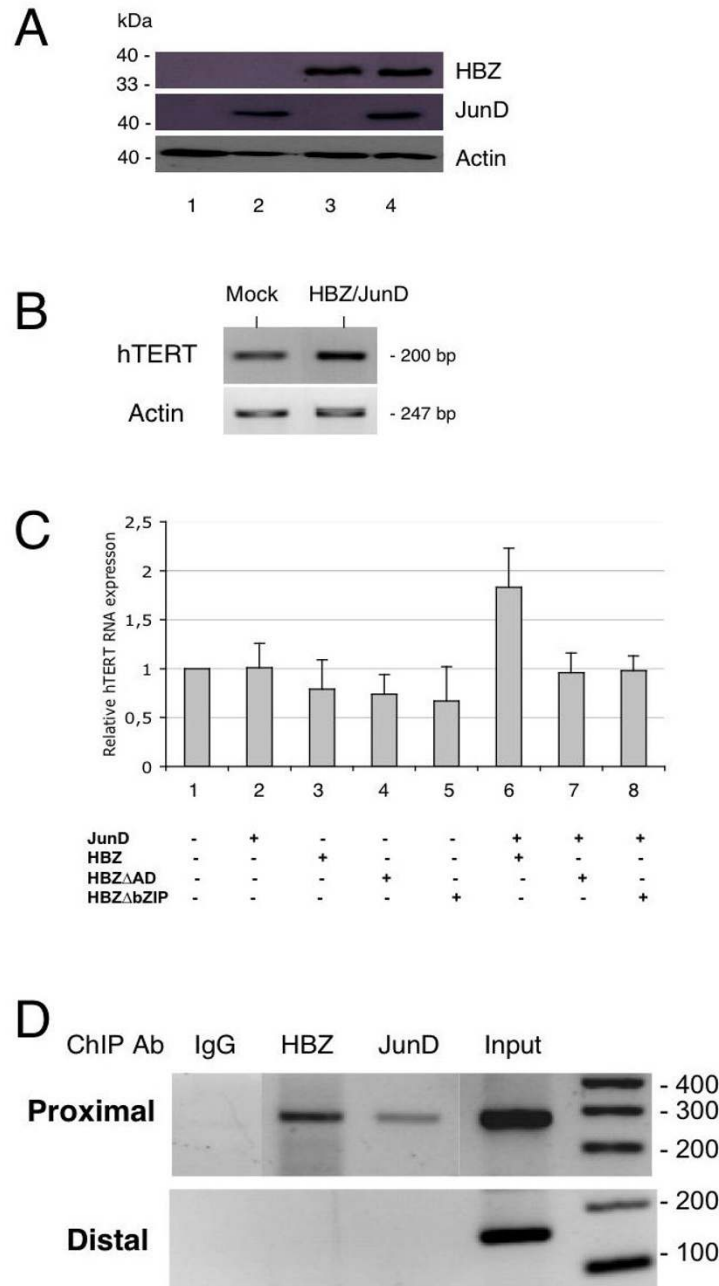 A
kDa
40 -
33 -
HBZ
40 -
JunD
40 -
Actin
1 2 3 4
B
Mock HBZ/JunD
hTERT - 200 bp
Actin - 247 bp
C
Relative hTERT RNA expresson
2,5
2
1,5
1
0,5
0
1 2 3 4 5 6 7 8
JunD - + - - - + + +
HBZ - - + - - + - -
HBZΔAD - - - + - - + -
HBZΔbZIP - - - - + - - +
D
ChIP Ab IgG HBZ JunD Input
Proximal
- 400
- 300
- 200
Distal
- 200
- 100